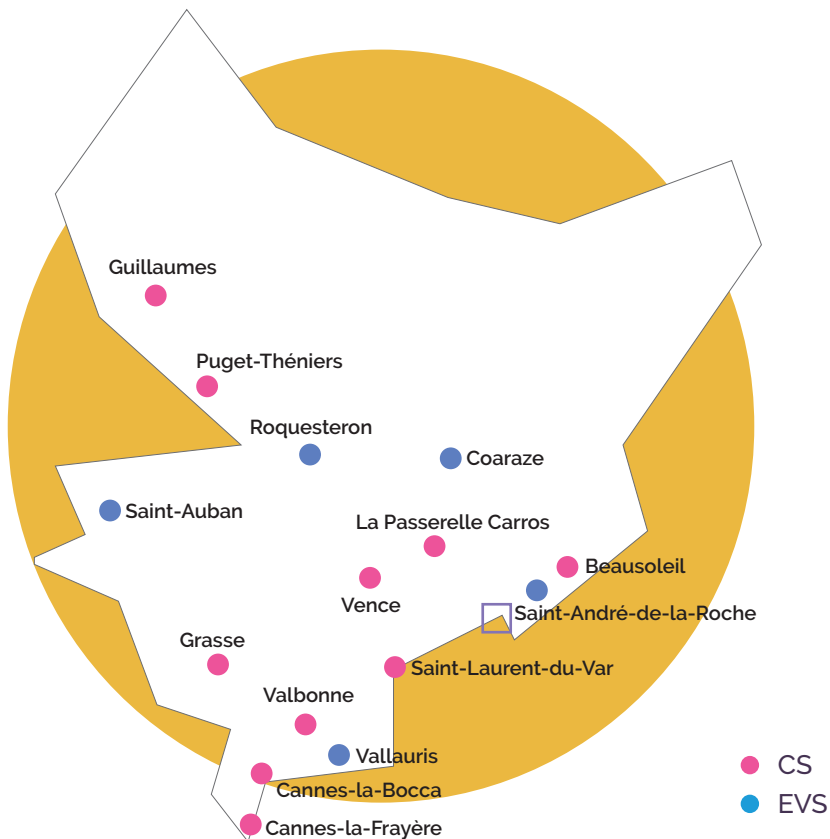 Guillaumes
Puget-Théniers
Roquesteron
Coaraze
Saint-Auban
La Passerelle Carros
Beausoleil
Vence
Saint-André-de-la-Roche
Grasse
Saint-Laurent-du-Var
Valbonne
Vallauris
CS
Cannes-la-Bocca
EVS
Cannes-la-Frayère